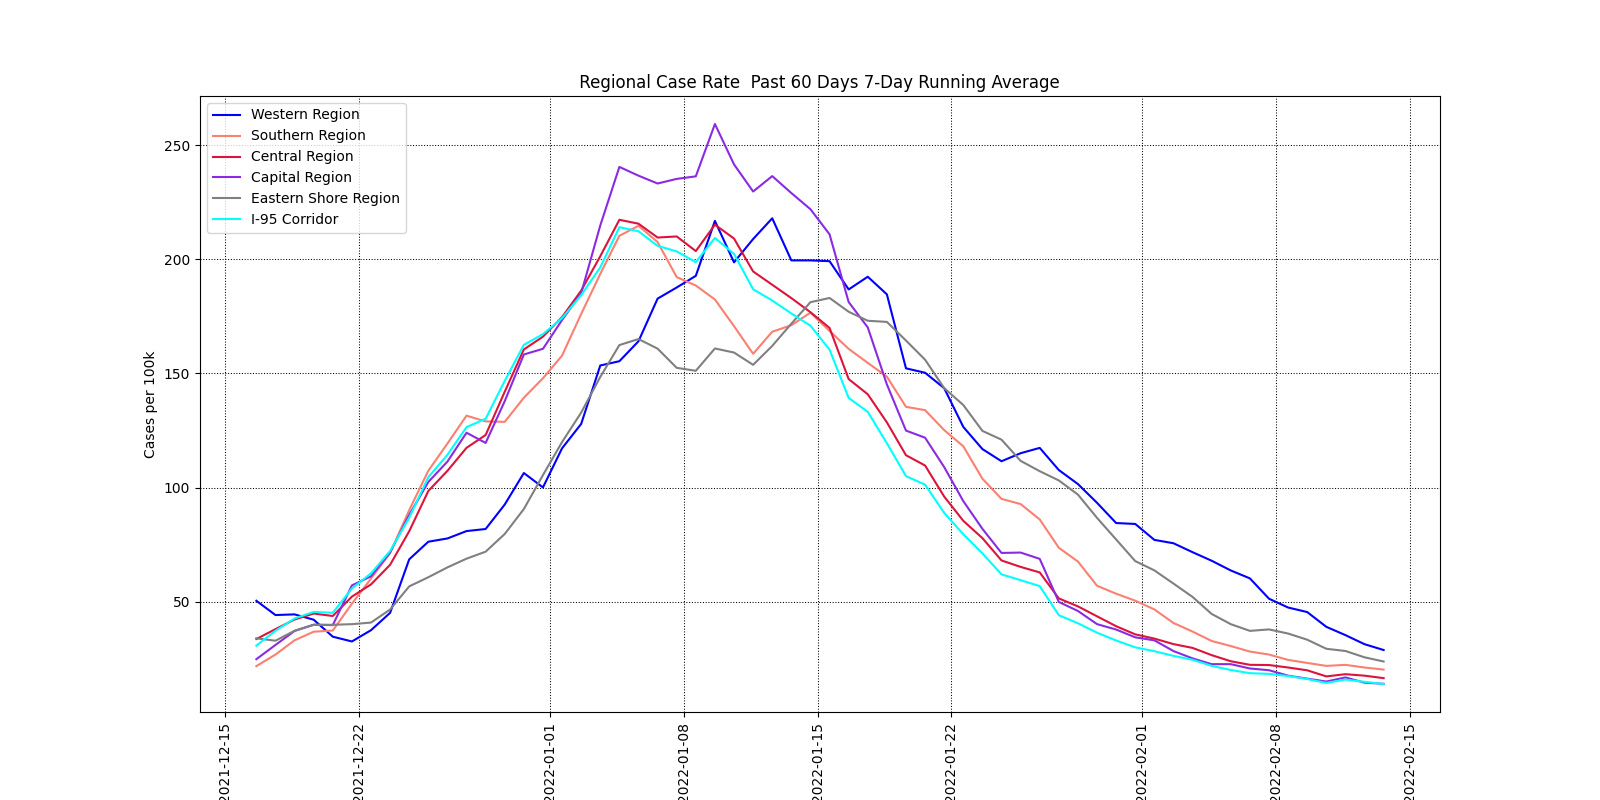 Regional Case Rate  Past 60 Days 7-Day Running Average
Western Region
Southern Region
Central Region
Capital Region
Eastern Shore Region
I-95 Corridor
Cases per 100k
250
200
150
100
50
2021-12-15
2021-12-22
2022-01-01
2022-01-08
2022-01-15
2022-01-22
2022-02-01
2022-02-08
2022-02-15